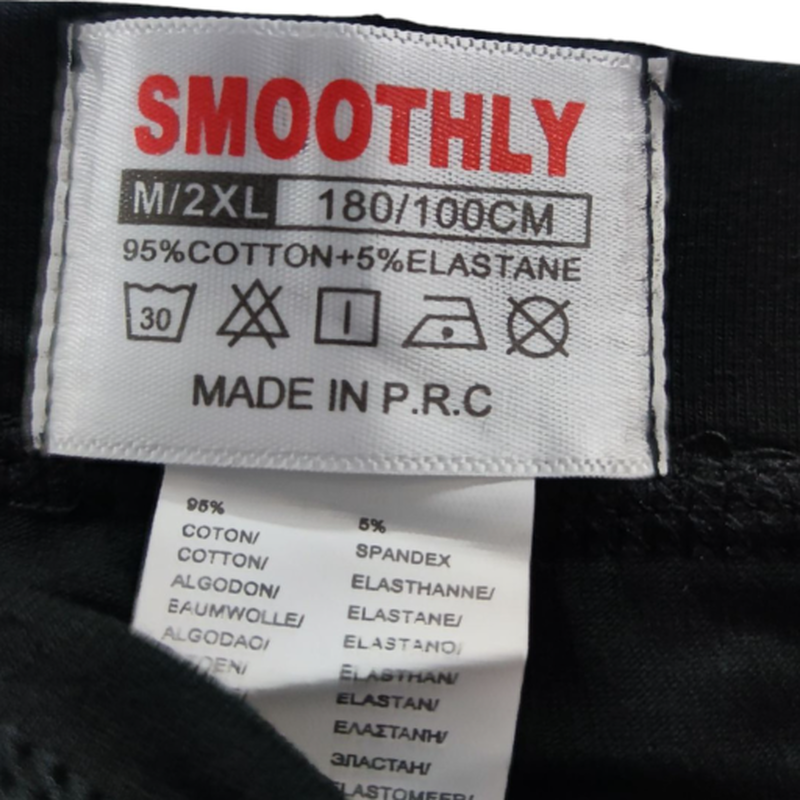 SMOOTHLY
M/2XL 180/100CM
95%COTTON+5%ELASTANE
30
MADE IN P.R.C
95%
COTON/
COTTON/
ALGODON/
BAUMWOLLE/
ALGODAO/
5%
SPANDEX
ELASTHANNE/
ELASTANE/
ELASTANO/
ELASTHAN/
ELASTAN/
ΕΛΑΣΤΑΝΗ/
ЭЛАСТАН/